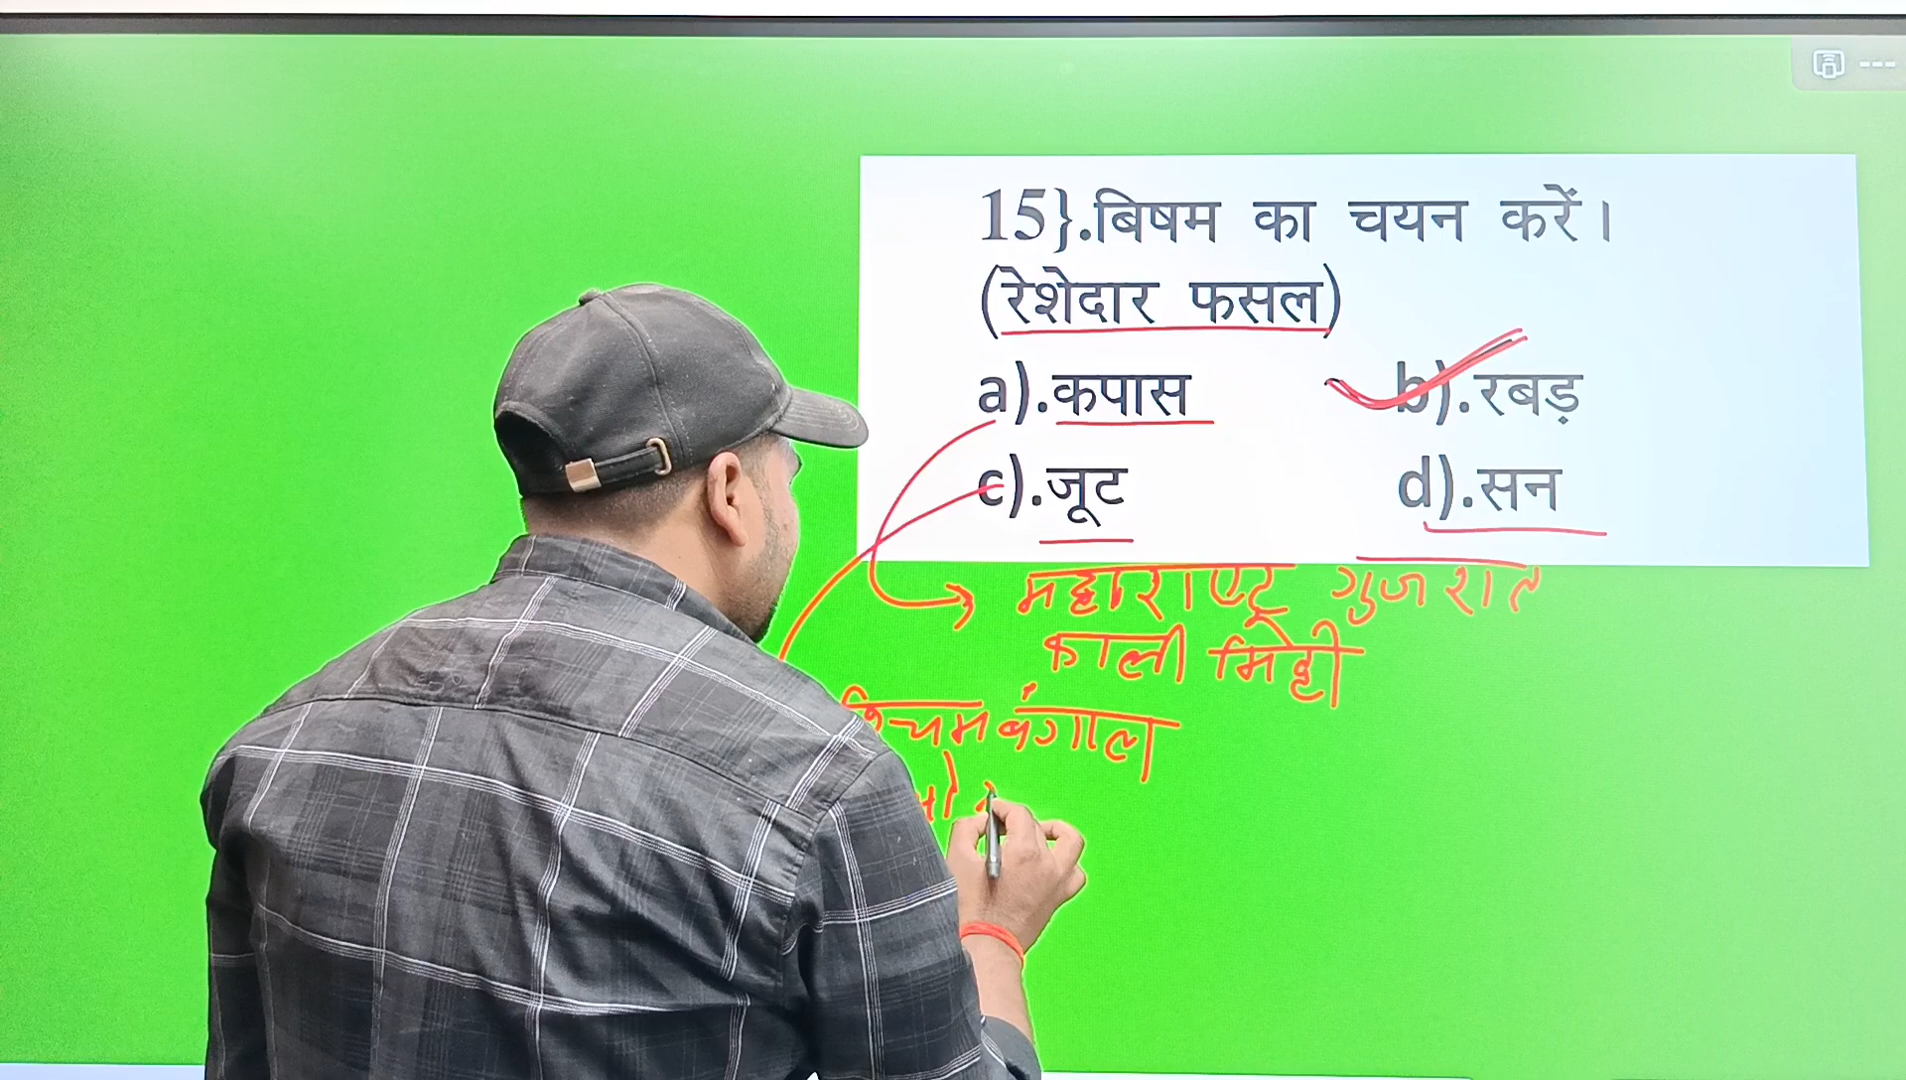 15}.बिषम का चयन करें।
(रेशेदार फसल)
a).कपास b).रबड़
c).जूट d).सन
महाराष्ट्र गुजरात
काली मिट्टी
बंगाल